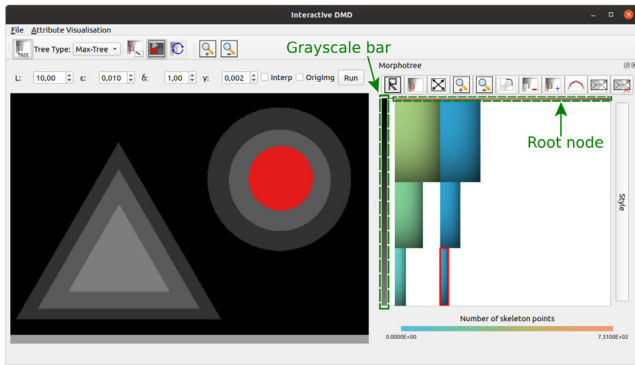 Interactive DMD
File Attribute Visualisation
TREE Tree Type: Max-Tree
Grayscale bar
Morphotree
L: 10,00 ε: 0,010 δ: 1,00 γ: 0,002 Interp OrigImg Run
Root node
Style
Number of skeleton points
0.0000E+00 7.3100E+02